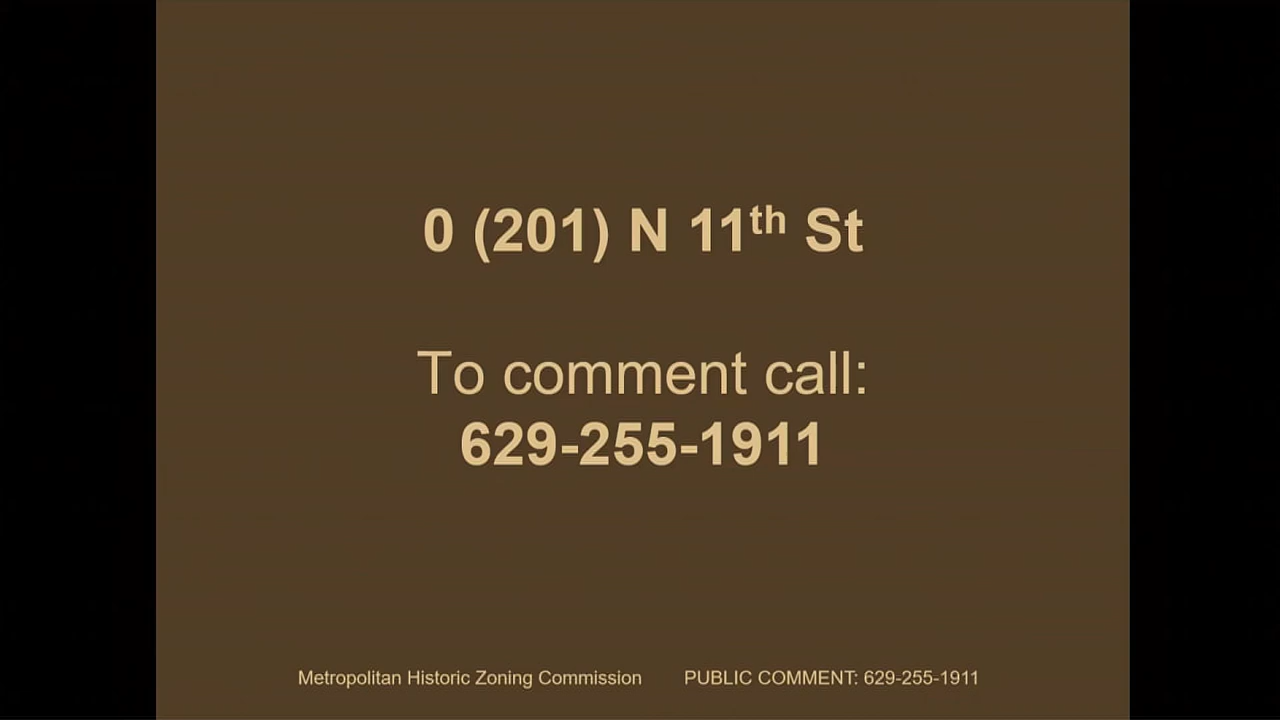 0 (201) N 11th St
To comment call:
629-255-1911
Metropolitan Historic Zoning Commission PUBLIC COMMENT: 629-255-1911